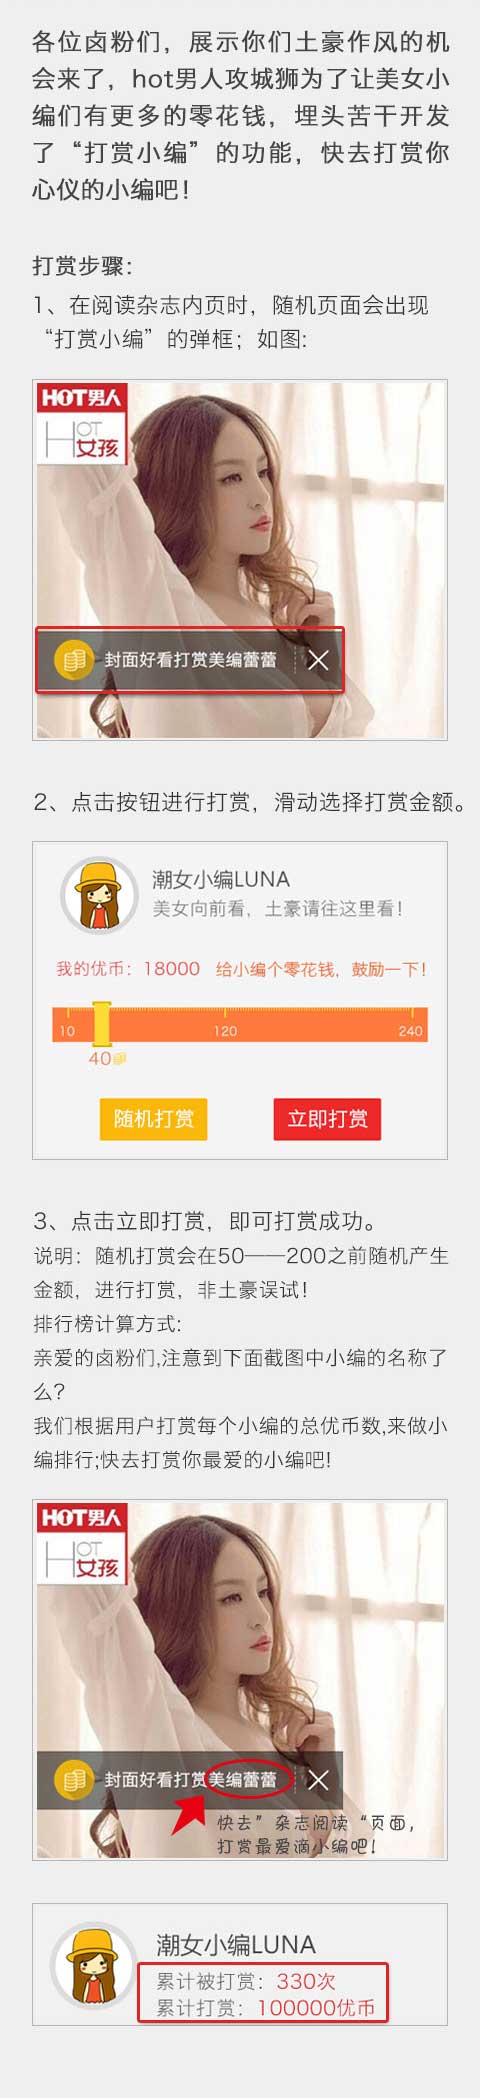 各位卤粉们，展示你们土豪作风的机
会来了，hot男人攻城狮为了让美女小
编们有更多的零花钱，埋头苦干开发
了“打赏小编”的功能，快去打赏你
心仪的小编吧！
打赏步骤：
1、在阅读杂志内页时，随机页面会出现
“打赏小编”的弹框；如图:
HOT男人
HOT
女孩
封面好看打赏美编蕾蕾
2、点击按钮进行打赏，滑动选择打赏金额。
潮女小编LUNA
美女向前看，土豪请往这里看！
我的优币：18000 给小编个零花钱，鼓励一下！
10 120 240
40
随机打赏 立即打赏
3、点击立即打赏，即可打赏成功。
说明：随机打赏会在50——200之前随机产生
金额，进行打赏，非土豪误试！
排行榜计算方式:
亲爱的卤粉们,注意到下面截图中小编的名称了
么?
我们根据用户打赏每个小编的总优币数,来做小
编排行;快去打赏你最爱的小编吧!
HOT男人
HOT
女孩
封面好看打赏美编蕾蕾
快去”杂志阅读“页面，
打赏最爱滴小编吧！
潮女小编LUNA
累计被打赏：330次
累计打赏：100000优币